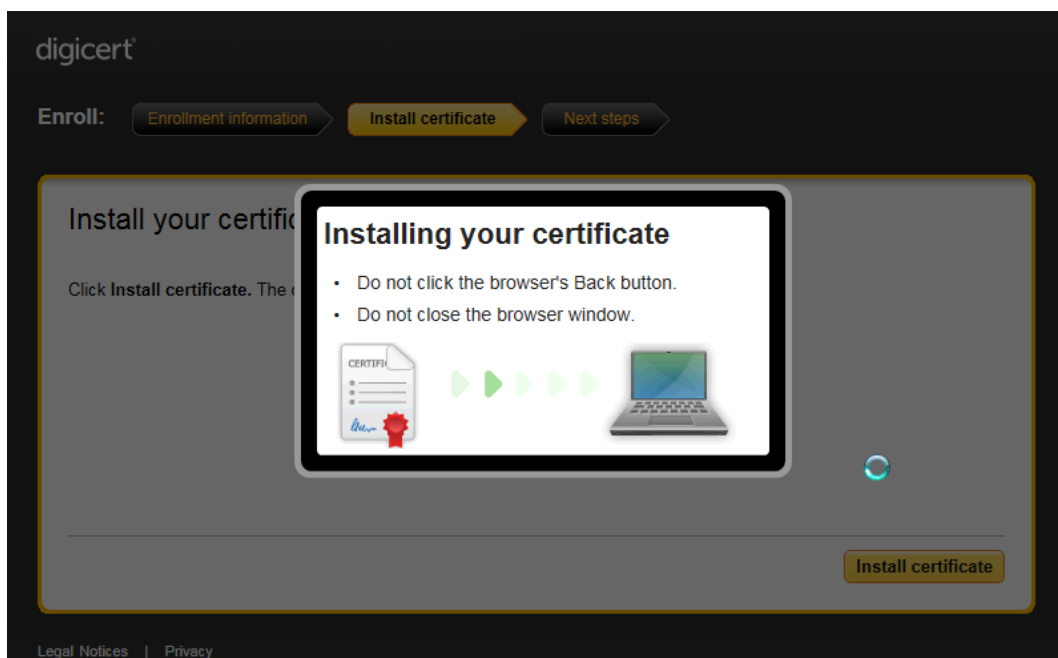 digicert®
Enroll:
Enrollment information
Install certificate
Next steps
Install your certific
Click Install certificate. The
Installing your certificate
• Do not click the browser's Back button.
• Do not close the browser window.
CERTIFI
Legal Notices | Privacy
Install certificate